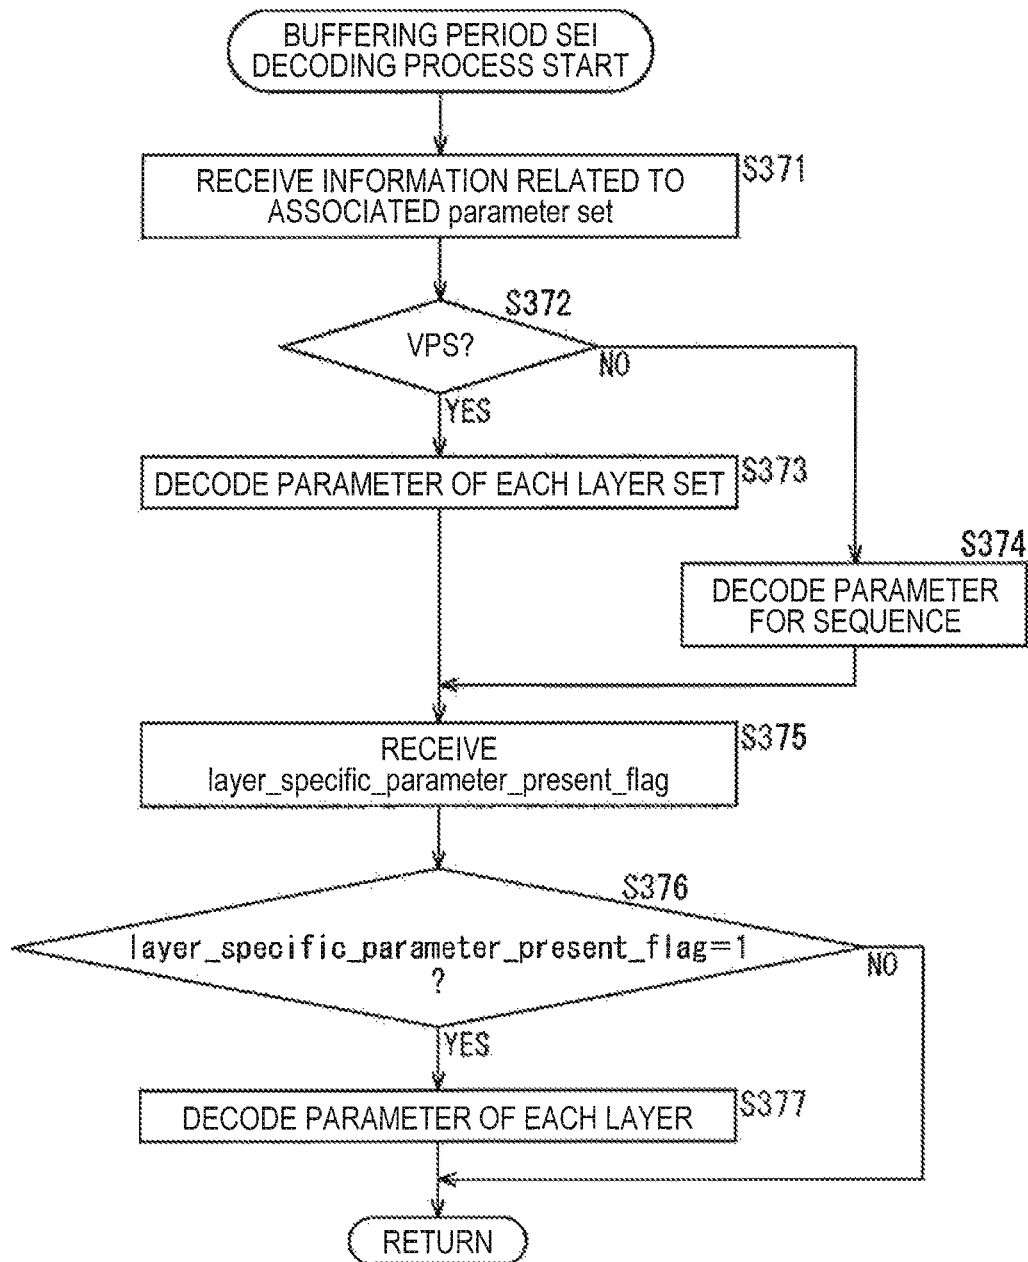 BUFFERING PERIOD SEI
DECODING PROCESS START
S371
RECEIVE INFORMATION RELATED TO
ASSOCIATED parameter set
S372
VPS?
NO
YES
DECODE PARAMETER OF EACH LAYER SET
S373
S374
DECODE PARAMETER
FOR SEQUENCE
RECEIVE
S375
layer_specific_parameter_present_flag
S376
layer_specific_parameter_present_flag=1
?
NO
YES
DECODE PARAMETER OF EACH LAYER
S377
RETURN